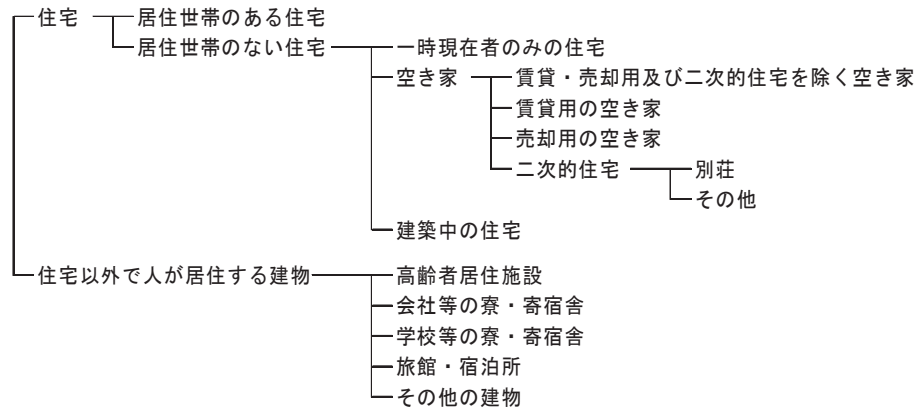 住宅
居住世帯のある住宅
居住世帯のない住宅
一時現在者のみの住宅
空き家
賃貸・売却用及び二次的住宅を除く空き家
賃貸用の空き家
売却用の空き家
二次的住宅
別荘
その他
建築中の住宅
住宅以外で人が居住する建物
高齢者居住施設
会社等の寮・寄宿舎
学校等の寮・寄宿舎
旅館・宿泊所
その他の建物